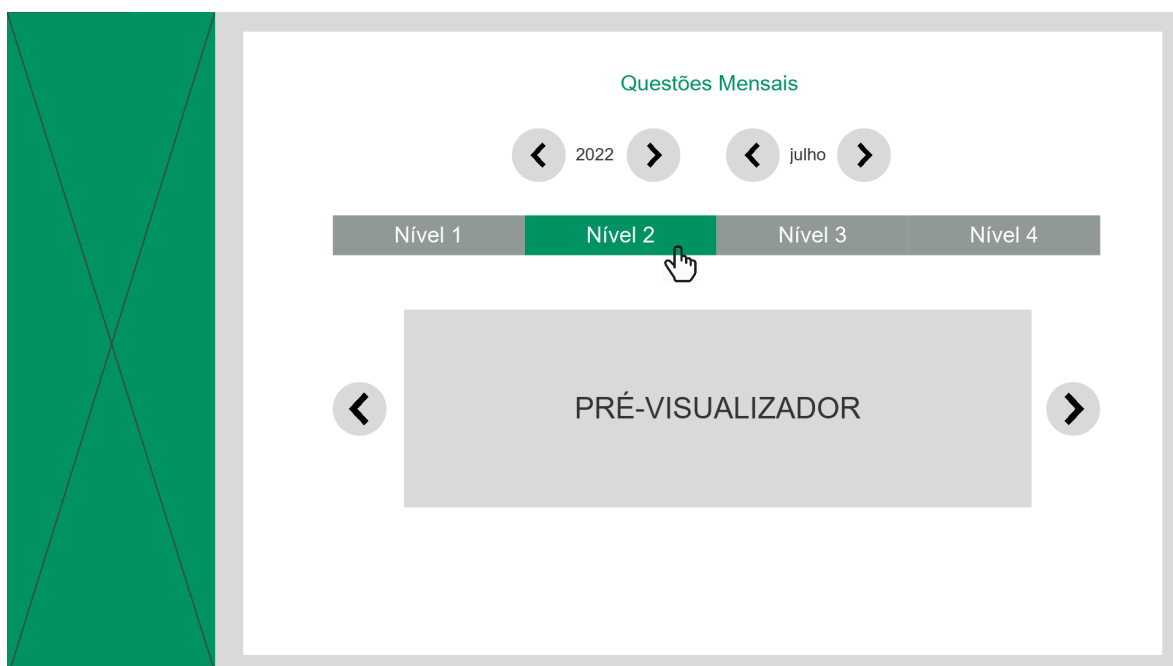 Questões Mensais
2022 julho
Nível 1 Nível 2 Nível 3 Nível 4
PRÉ-VISUALIZADOR